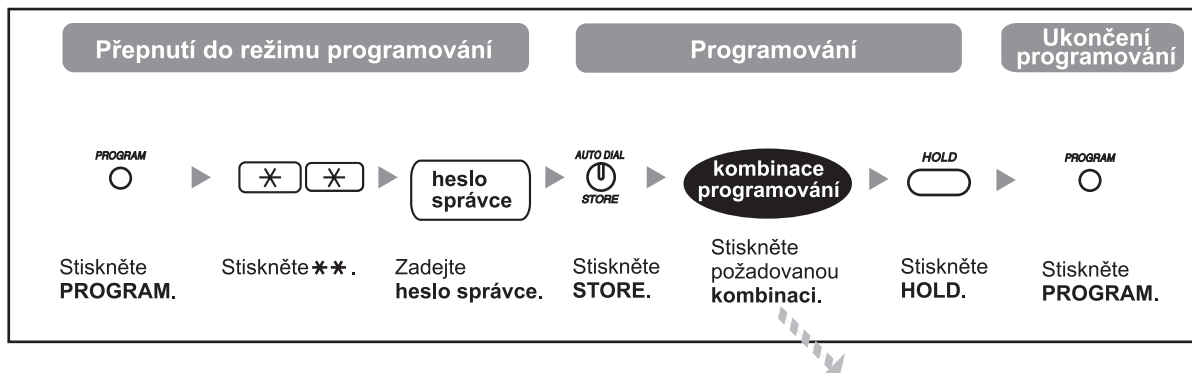 Přepnutí do režimu programování
Programování
Ukončení
programování
PROGRAM
heslo
správce
AUTO DIAL
STORE
kombinace
programování
HOLD
PROGRAM
Stiskněte
PROGRAM.
Stiskněte ✱✱.
Zadejte
heslo správce.
Stiskněte
STORE.
Stiskněte
požadovanou
kombinaci.
Stiskněte
HOLD.
Stiskněte
PROGRAM.